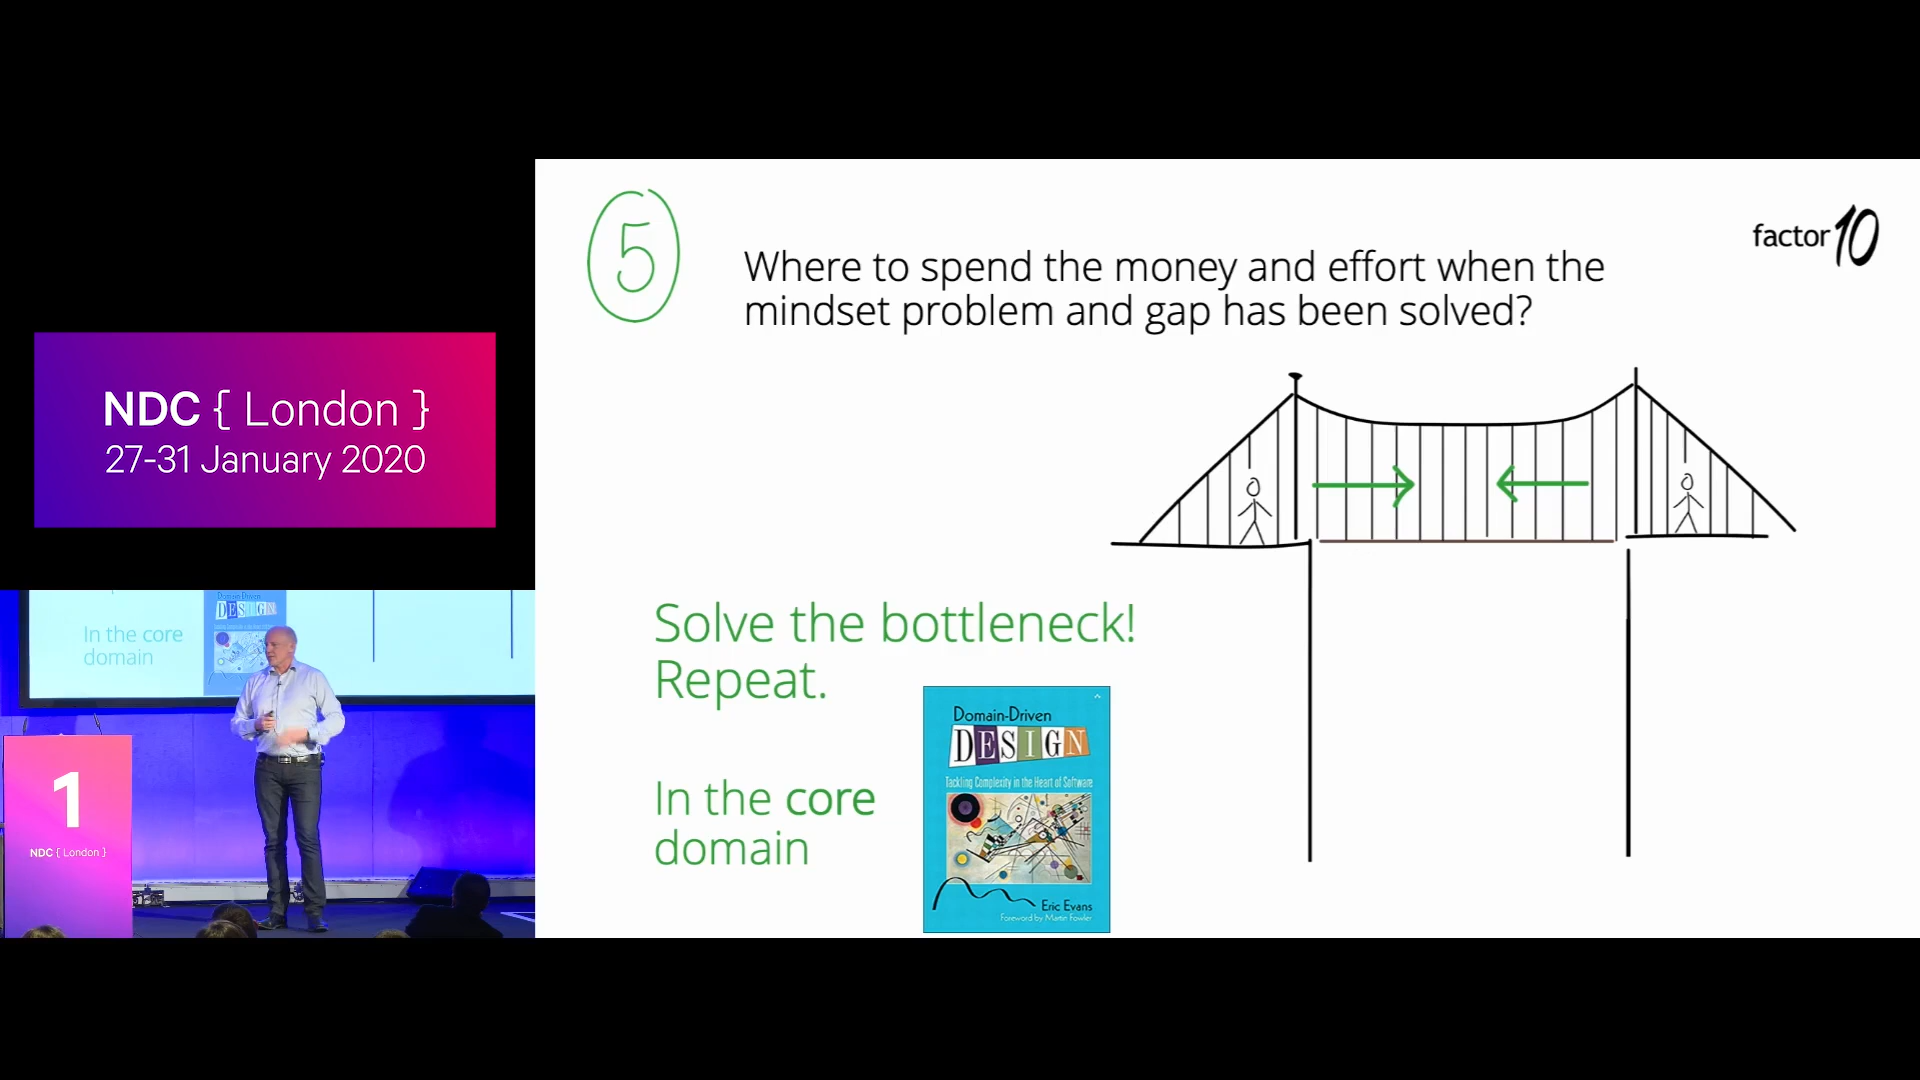 5
Where to spend the money and effort when the
mindset problem and gap has been solved?
factor10
NDC { London }
27-31 January 2020
Solve the bottleneck!
Repeat.
In the core
domain
Domain-Driven
DESIGN
Tackling Complexity in the Heart of Software
Eric Evans
Foreword by Martin Fowler
Domain-Driven
DESIGN
In the core
domain
1
NDC { London }